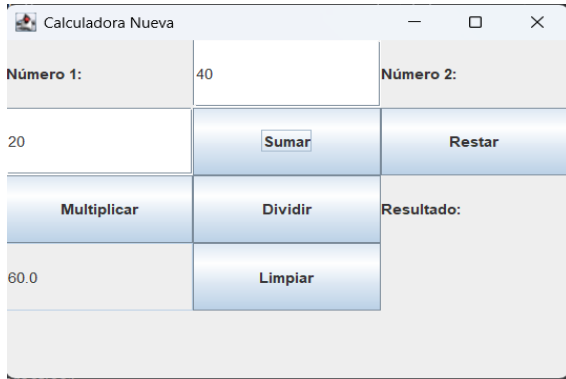 Calculadora Nueva
Número 1: 40 Número 2:
20 Sumar Restar
Multiplicar Dividir Resultado:
60.0 Limpiar